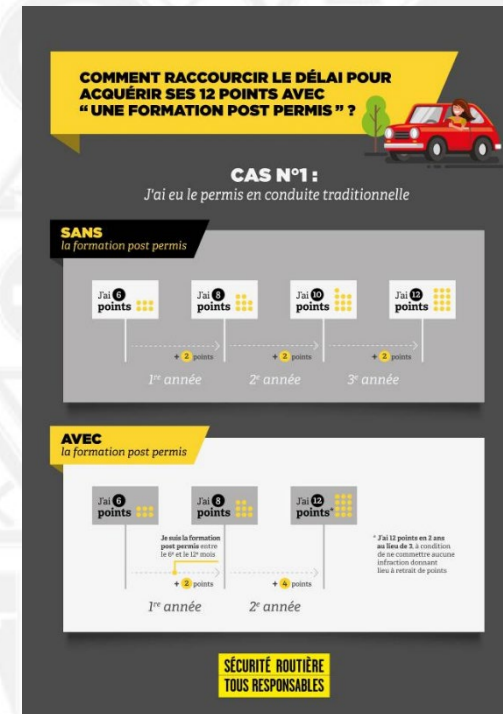 COMMENT RACCOURCIR LE DÉLAI POUR
ACQUÉRIR SES 12 POINTS AVEC
“ UNE FORMATION POST PERMIS ” ?
CAS N°1 :
J'ai eu le permis en conduite traditionnelle
SANS
la formation post permis
J'ai 6
points
J'ai 8
points
J'ai 10
points
J'ai 12
points
+ 2 points
+ 2 points
+ 2 points
1re année
2e année
3e année
AVEC
la formation post permis
J'ai 6
points
J'ai 8
points
J'ai 12
points*
Je suis la formation
post permis entre
le 6e et le 12e mois
* J'ai 12 points en 2 ans
au lieu de 3, à condition
de ne commettre aucune
infraction donnant
lieu à retrait de points
+ 2 points
+ 4 points
1re année
2e année
SÉCURITÉ ROUTIÈRE
TOUS RESPONSABLES